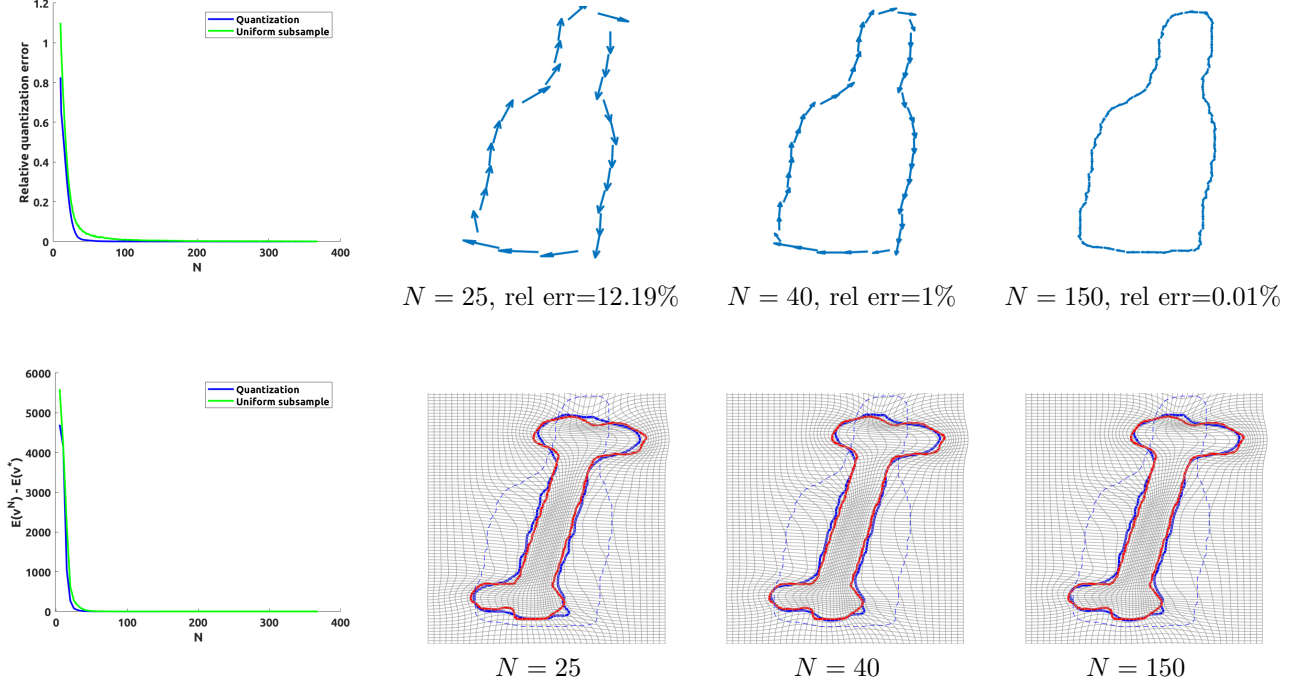 Relative quantization error
1.2
1
0.8
0.6
0.4
0.2
0
0 100 200 300 400
N
Quantization
Uniform subsample
N = 25, rel err=12.19%
N = 40, rel err=1%
N = 150, rel err=0.01%
E(v^N) - E(v^*)
6000
5000
4000
3000
2000
1000
0
0 100 200 300 400
N
Quantization
Uniform subsample
N = 25
N = 40
N = 150